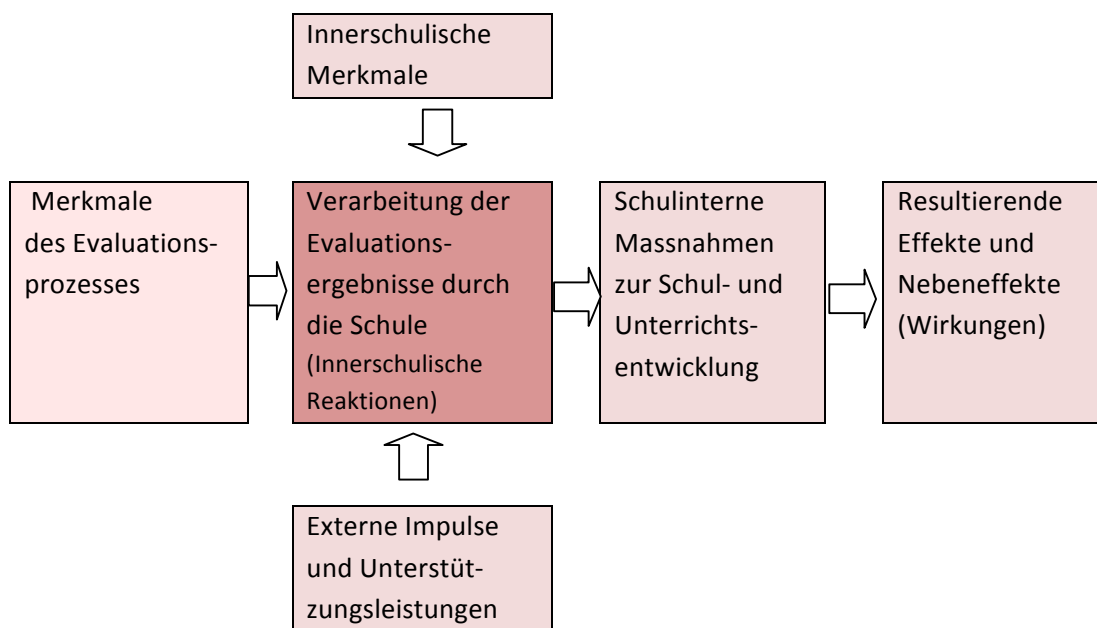 Innerschulische
Merkmale
Merkmale
des Evaluations-
prozesses
Verarbeitung der
Evaluations-
ergebnisse durch
die Schule
(Innerschulische
Reaktionen)
Schulinterne
Massnahmen
zur Schul- und
Unterrichts-
entwicklung
Resultierende
Effekte und
Nebeneffekte
(Wirkungen)
Externe Impulse
und Unterstüt-
zungsleistungen